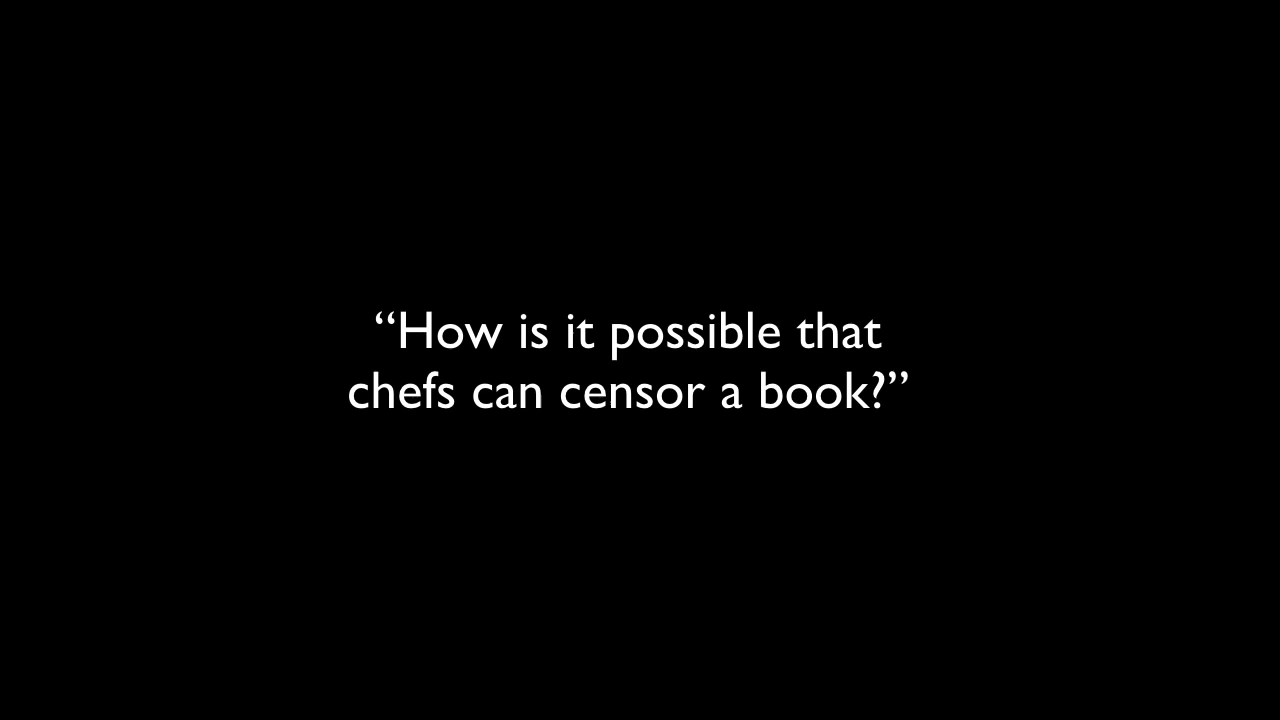 “How is it possible that
chefs can censor a book?”